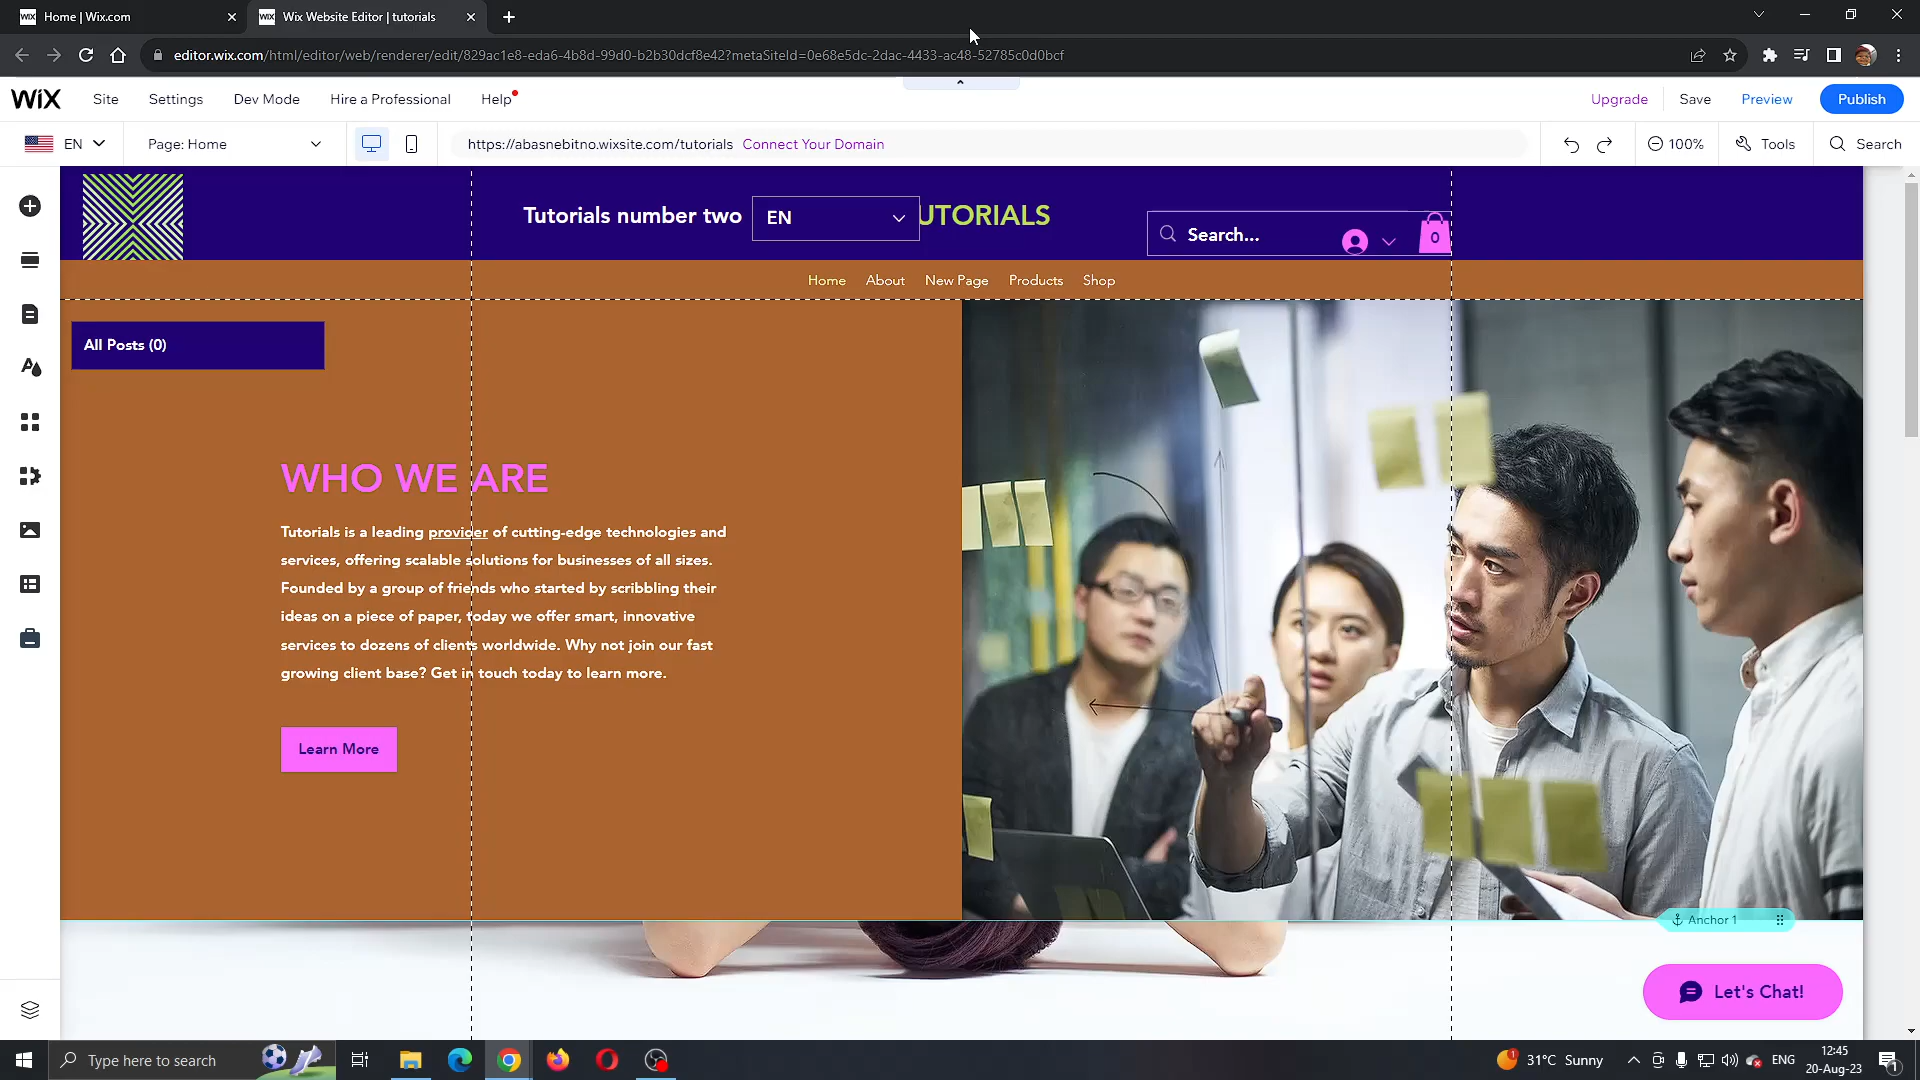 Home | Wix.com
Wix Website Editor | tutorials
editor.wix.com/html/editor/web/renderer/edit/829ac1e8-eda6-4b8d-99d0-b2b30dcf8e42?metaSiteId=0e68e5dc-2dac-4433-ac48-52785c0d0bcf
WiX Site Settings Dev Mode Hire a Professional Help Upgrade Save Preview Publish
EN Page: Home https://abasnebitno.wixsite.com/tutorials Connect Your Domain 100% Tools Search
Tutorials number two EN UTORIALS Search... 0
Home About New Page Products Shop
All Posts (0)
WHO WE ARE
Tutorials is a leading provider of cutting-edge technologies and
services, offering scalable solutions for businesses of all sizes.
Founded by a group of friends who started by scribbling their
ideas on a piece of paper, today we offer smart, innovative
services to dozens of clients worldwide. Why not join our fast
growing client base? Get in touch today to learn more.
Learn More
Anchor 1
Let's Chat!
Type here to search
1 31°C Sunny ENG 12:45
20-Aug-23 1